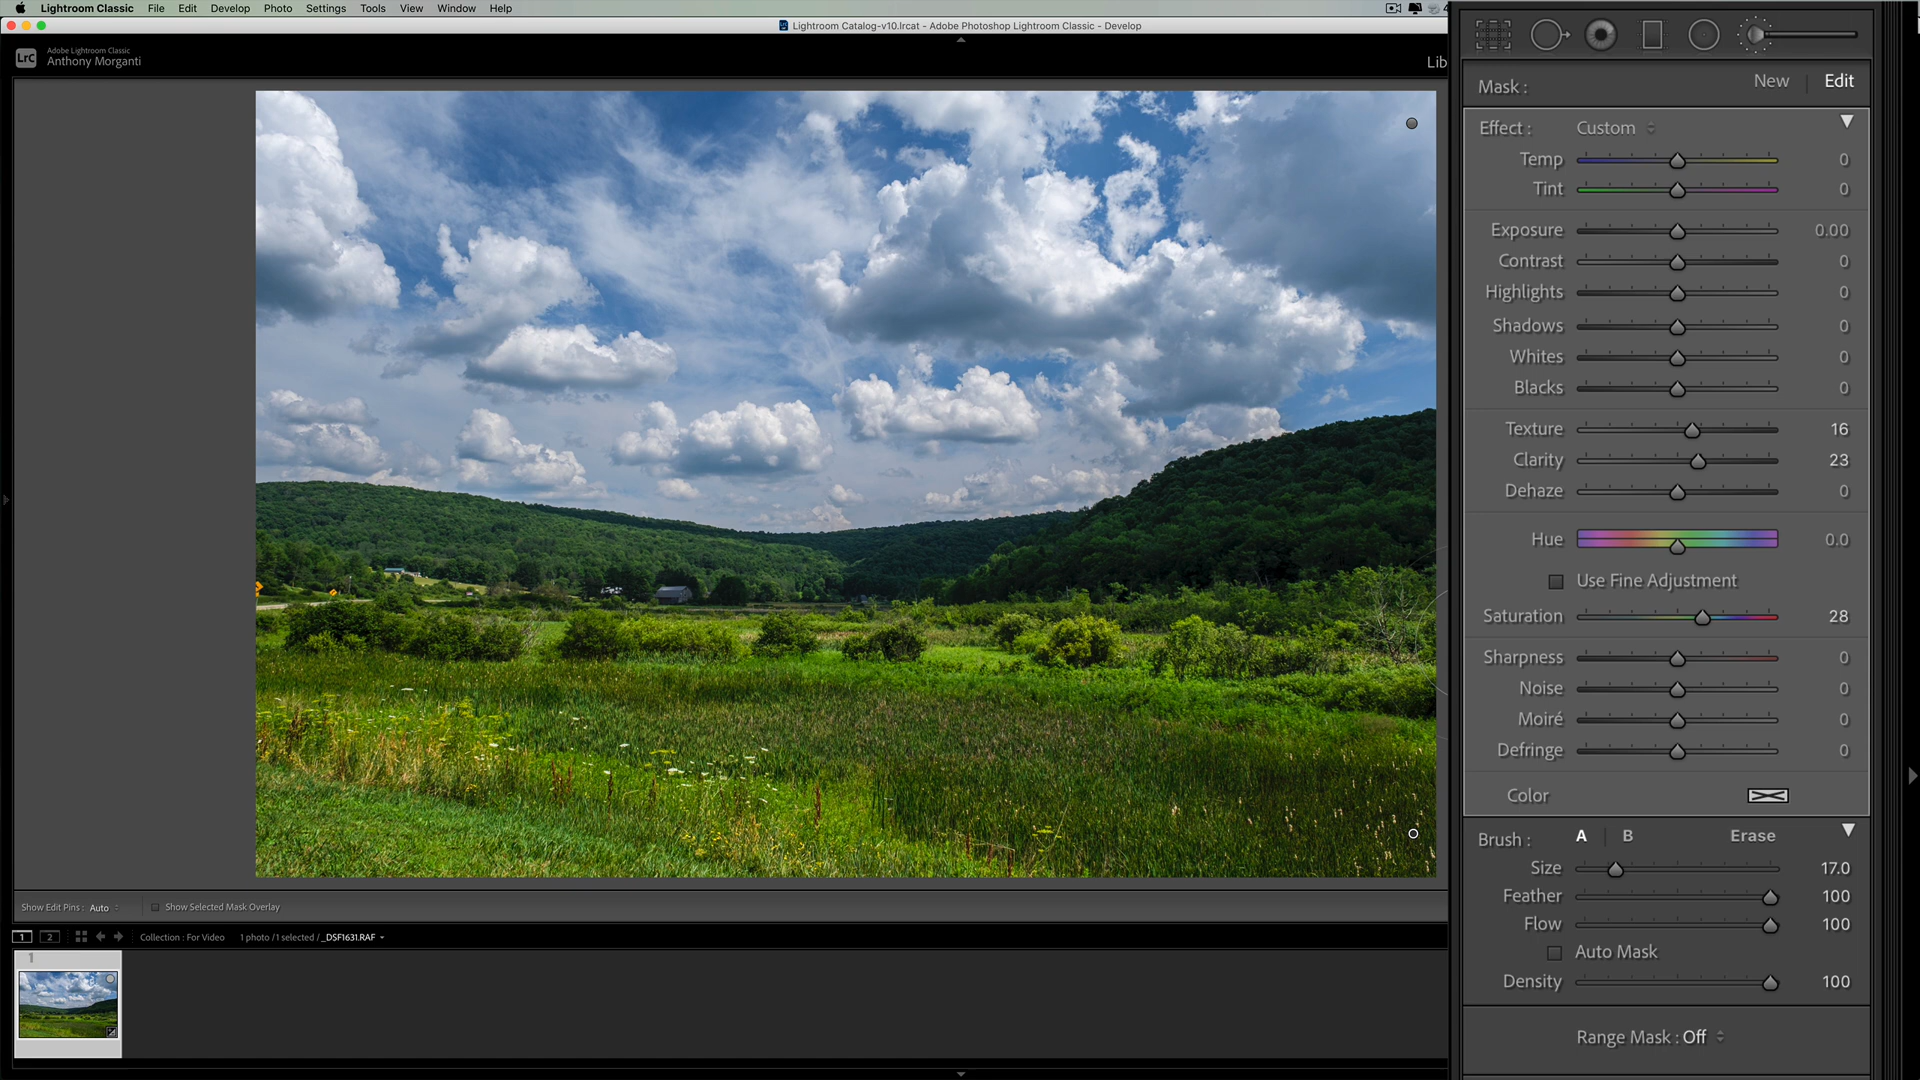 Lightroom Classic File Edit Develop Photo Settings Tools View Window Help
Lightroom Catalog-v10.lrcat - Adobe Photoshop Lightroom Classic - Develop
LrC
Adobe Lightroom Classic
Anthony Morganti
Lib
Mask : New Edit
Effect : Custom
Temp 0
Tint 0
Exposure 0.00
Contrast 0
Highlights 0
Shadows 0
Whites 0
Blacks 0
Texture 16
Clarity 23
Dehaze 0
Hue 0.0
Use Fine Adjustment
Saturation 28
Sharpness 0
Noise 0
Moiré 0
Defringe 0
Color
Brush : A B Erase
Size 17.0
Feather 100
Flow 100
Auto Mask
Density 100
Range Mask : Off
Show Edit Pins : Auto Show Selected Mask Overlay
1 2 Collection : For Video 1 photo / 1 selected / _DSF1631.RAF
1